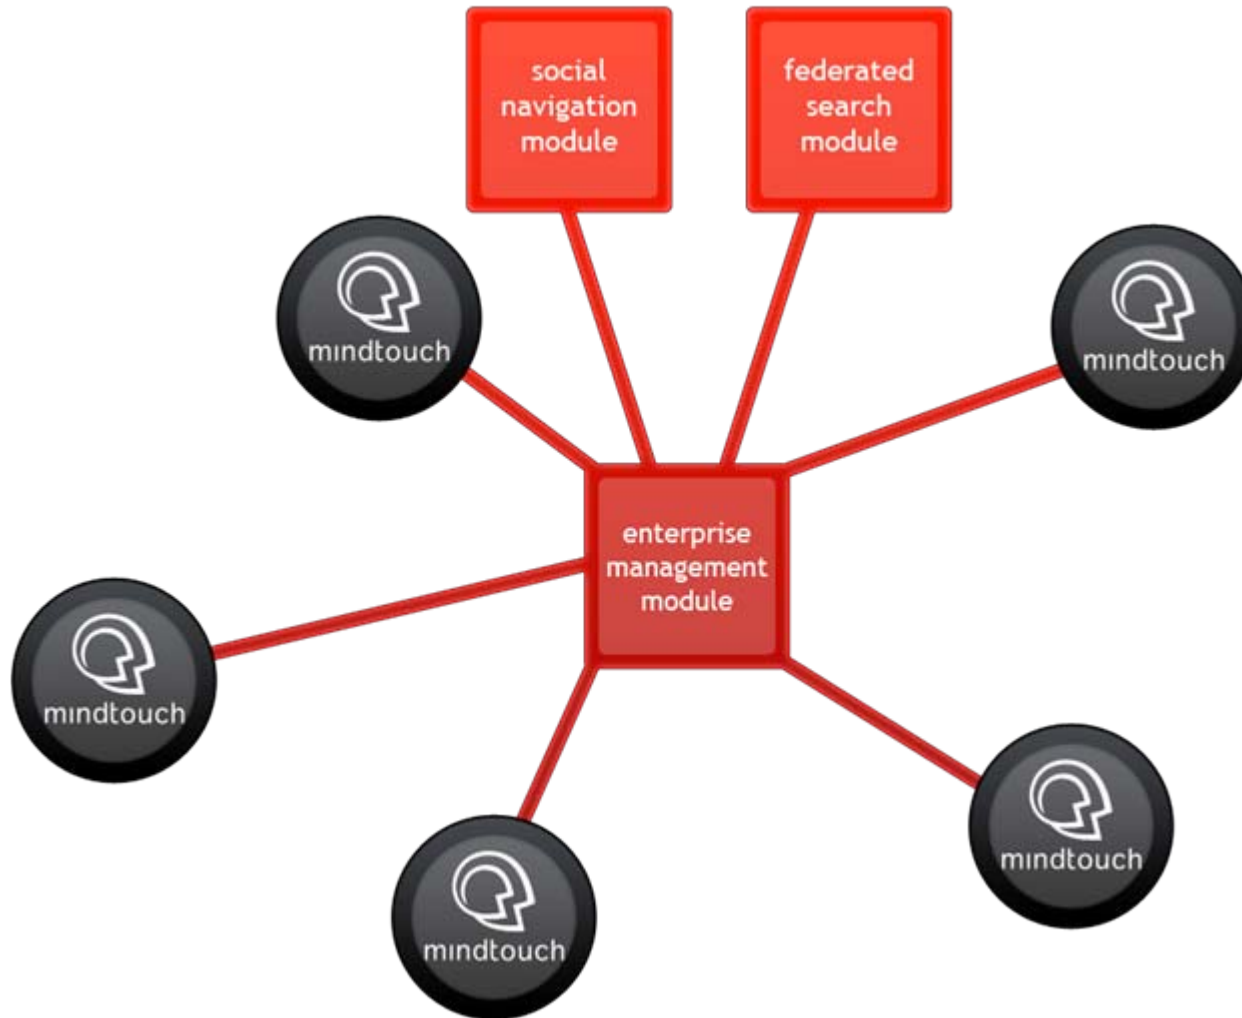 social
navigation
module
federated
search
module
mindtouch
mindtouch
enterprise
management
module
mindtouch
mindtouch
mindtouch